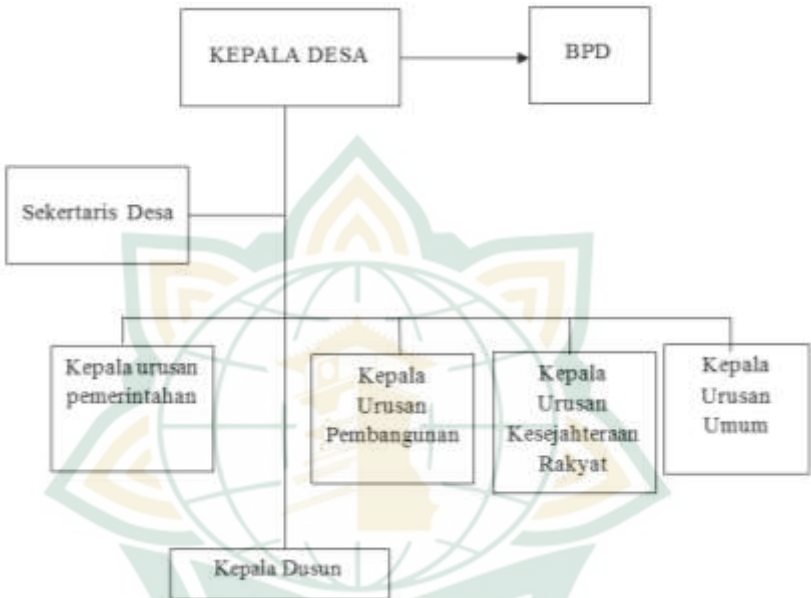 KEPALA DESA
BPD
Sekertaris Desa
Kepala urusan
pemerintahan
Kepala
Urusan
Pembangunan
Kepala
Urusan
Kesejahteraan
Rakyat
Kepala
Urusan
Umum
Kepala Dusun